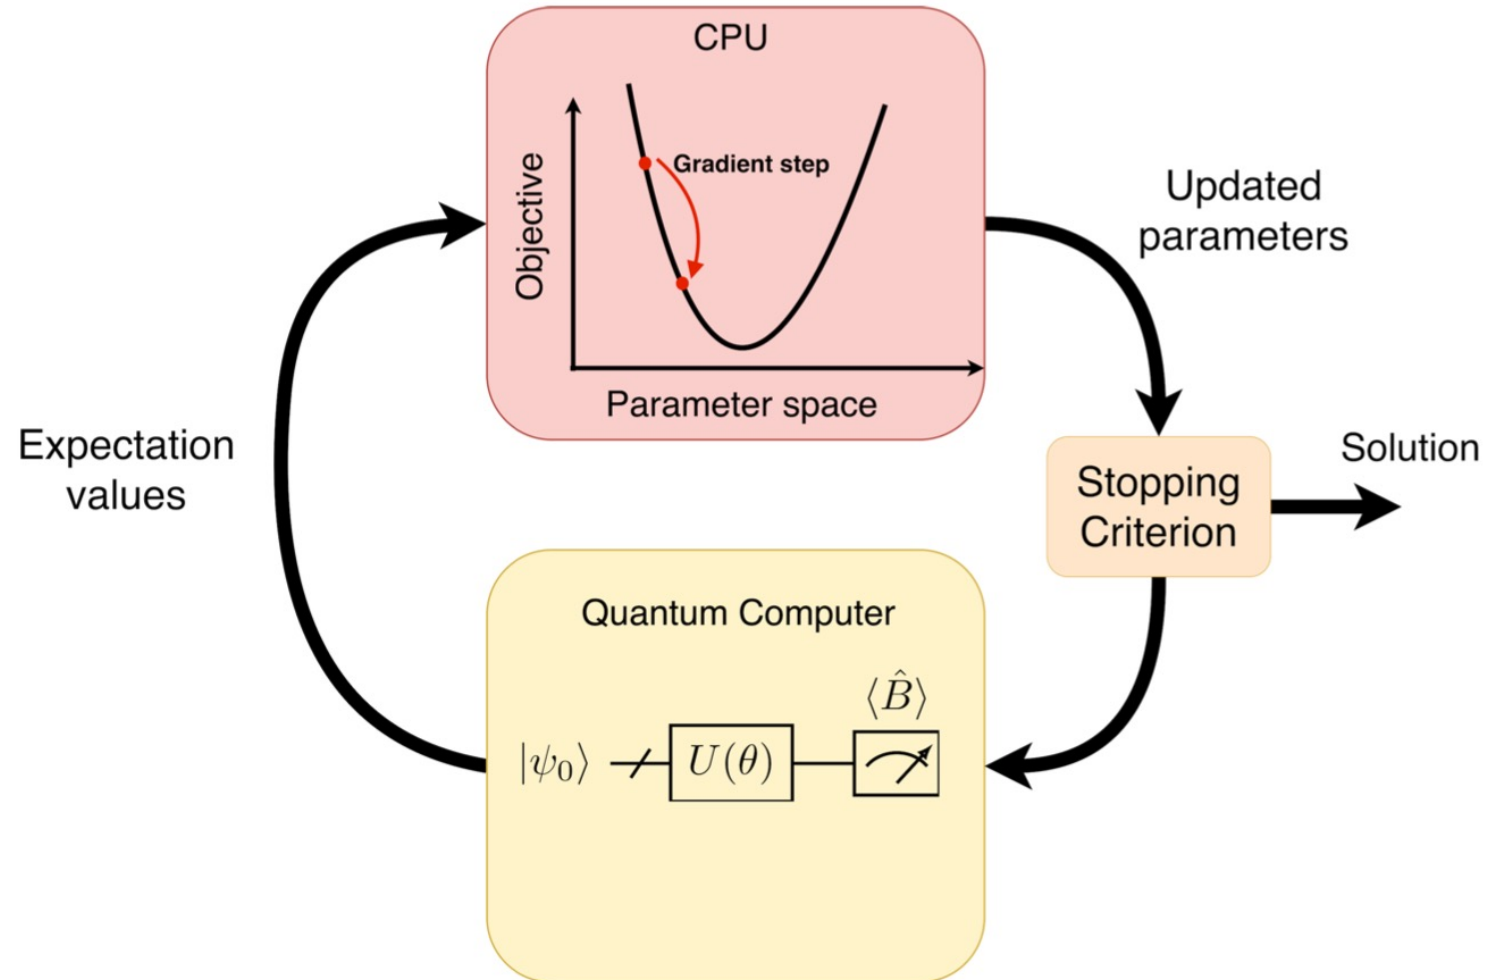 CPU
Objective
Gradient step
Parameter space
Updated
parameters
Expectation
values
Stopping
Criterion
Solution
Quantum Computer
⟨B̂⟩
|ψ₀⟩
U(θ)